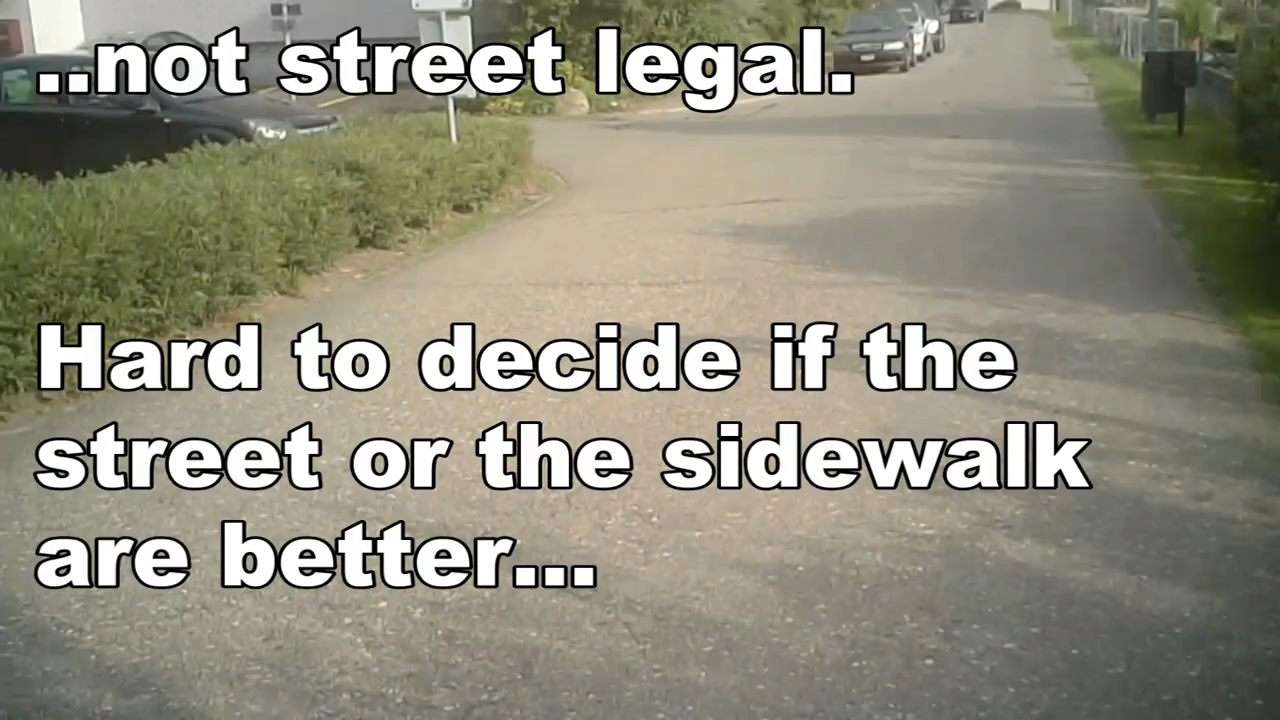 ..not street legal.
Hard to decide if the
street or the sidewalk
are better...